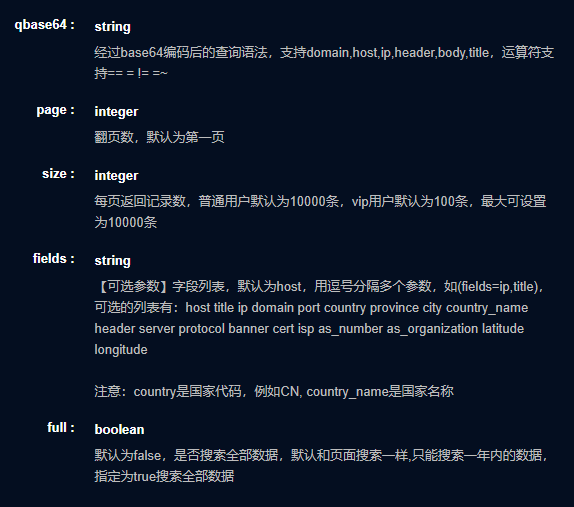 qbase64 : string
经过base64编码后的查询语法，支持domain,host,ip,header,body,title，运算符支
持== = != =~
page : integer
翻页数，默认为第一页
size : integer
每页返回记录数，普通用户默认为10000条，vip用户默认为100条，最大可设置
为10000条
fields : string
【可选参数】字段列表，默认为host，用逗号分隔多个参数，如(fields=ip,title)，
可选的列表有：host title ip domain port country province city country_name
header server protocol banner cert isp as_number as_organization latitude
longitude
注意：country是国家代码，例如CN, country_name是国家名称
full : boolean
默认为false，是否搜索全部数据，默认和页面搜索一样,只能搜索一年内的数据，
指定为true搜索全部数据